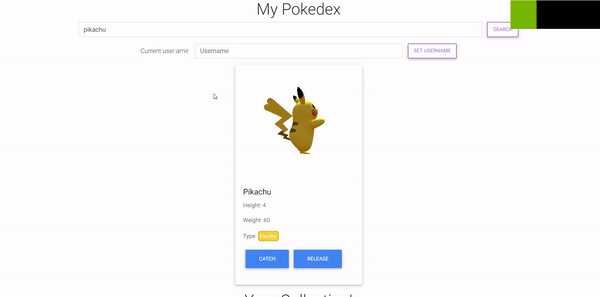 My Pokedex
pikachu SEARCH
Current user:amir Username SET USERNAME
Pikachu
Height: 4
Weight: 60
Type: Electric
CATCH RELEASE